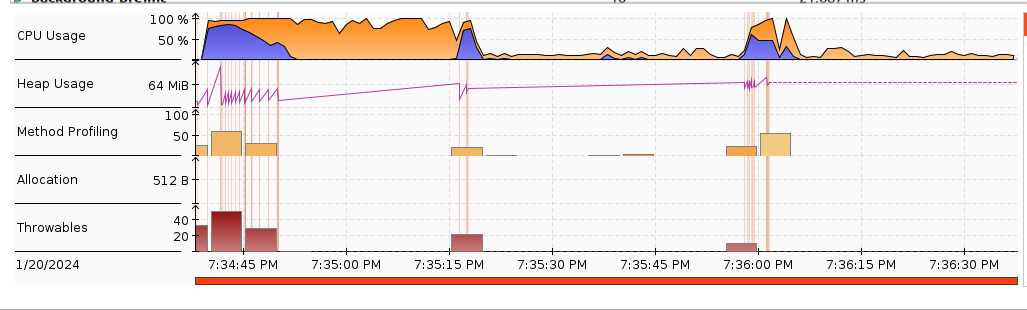 100 %
CPU Usage
50 %
Heap Usage 64 MiB
100
Method Profiling 50
Allocation 512 B
40
Throwables
20
1/20/2024 7:34:45 PM 7:35:00 PM 7:35:15 PM 7:35:30 PM 7:35:45 PM 7:36:00 PM 7:36:15 PM 7:36:30 PM